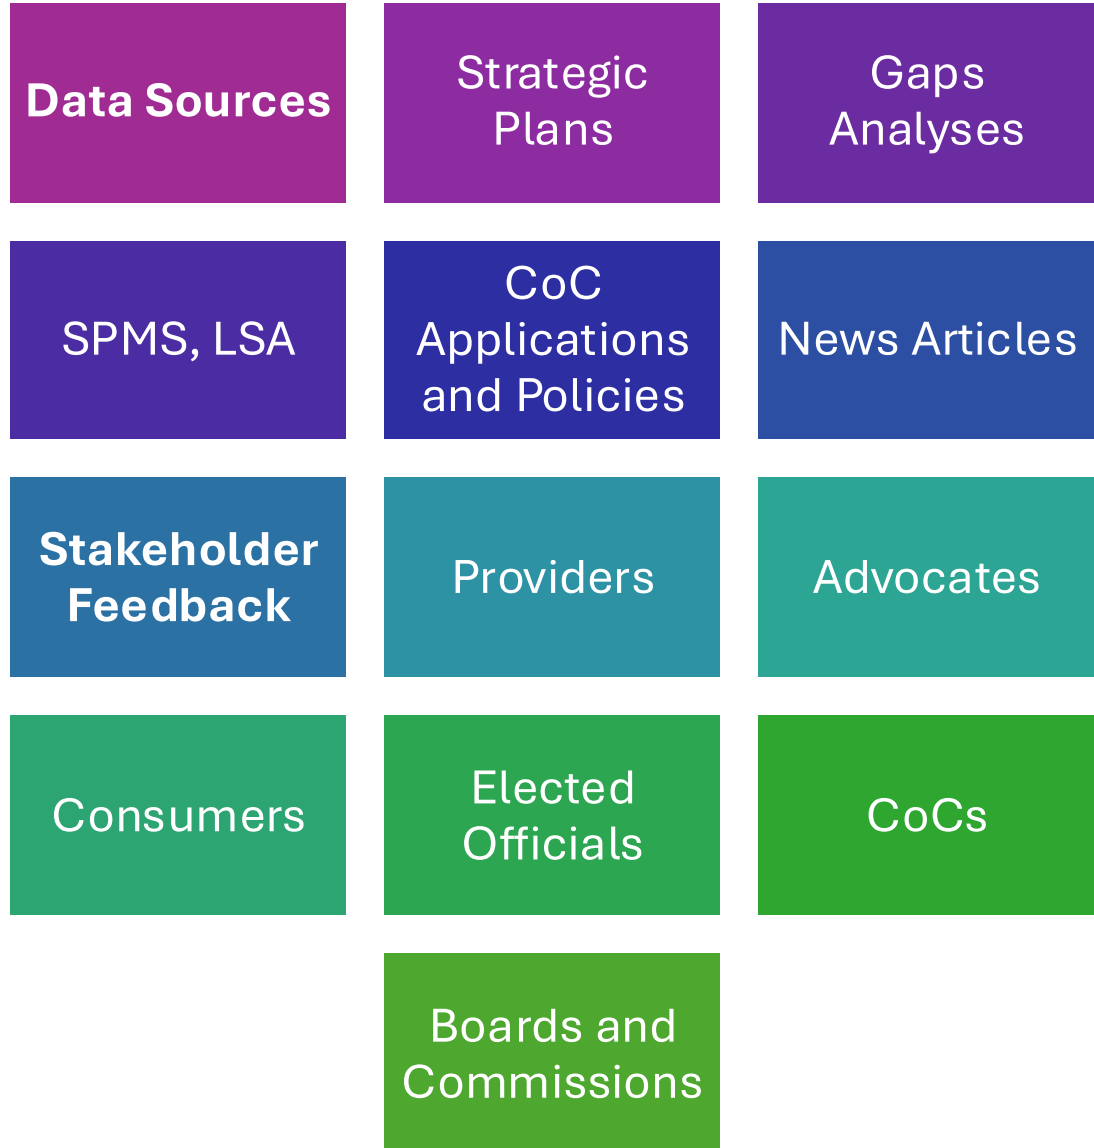 Data Sources
Strategic
Plans
Gaps
Analyses
SPMS, LSA
CoC
Applications
and Policies
News Articles
Stakeholder
Feedback
Providers
Advocates
Consumers
Elected
Officials
CoCs
Boards and
Commissions